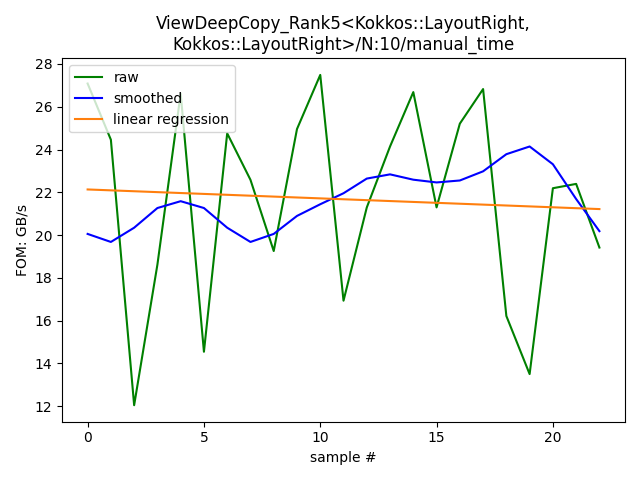 ViewDeepCopy_Rank5<Kokkos::LayoutRight,
Kokkos::LayoutRight>/N:10/manual_time
raw
smoothed
linear regression
FOM: GB/s
28
26
24
22
20
18
16
14
12
0
5
10
15
20
sample #